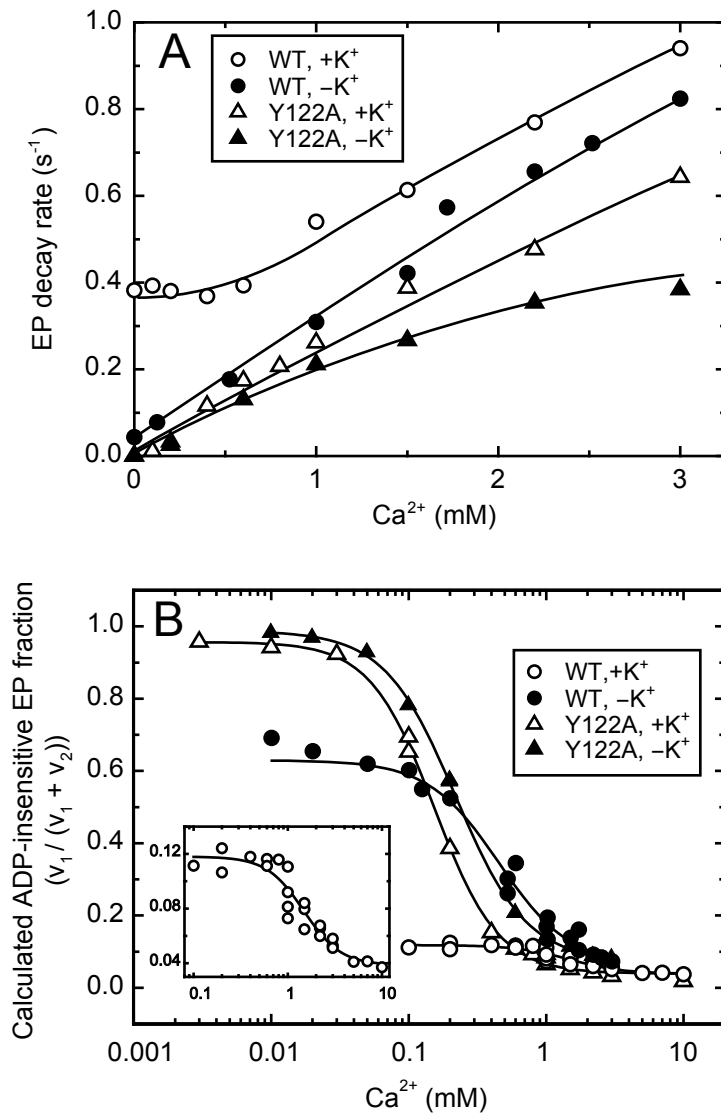 A
WT, +K⁺
WT, −K⁺
Y122A, +K⁺
Y122A, −K⁺
1.0
0.8
0.6
0.4
0.2
0.0
EP decay rate (s⁻¹)
0 1 2 3
Ca²⁺ (mM)
B
WT,+K⁺
WT, −K⁺
Y122A, +K⁺
Y122A, −K⁺
1.0
0.8
0.6
0.4
0.2
0.0
Calculated ADP-insensitive EP fraction
(v₁ / (v₁ + v₂))
0.12
0.08
0.04
0.1 1 10
0.001 0.01 0.1 1 10
Ca²⁺ (mM)